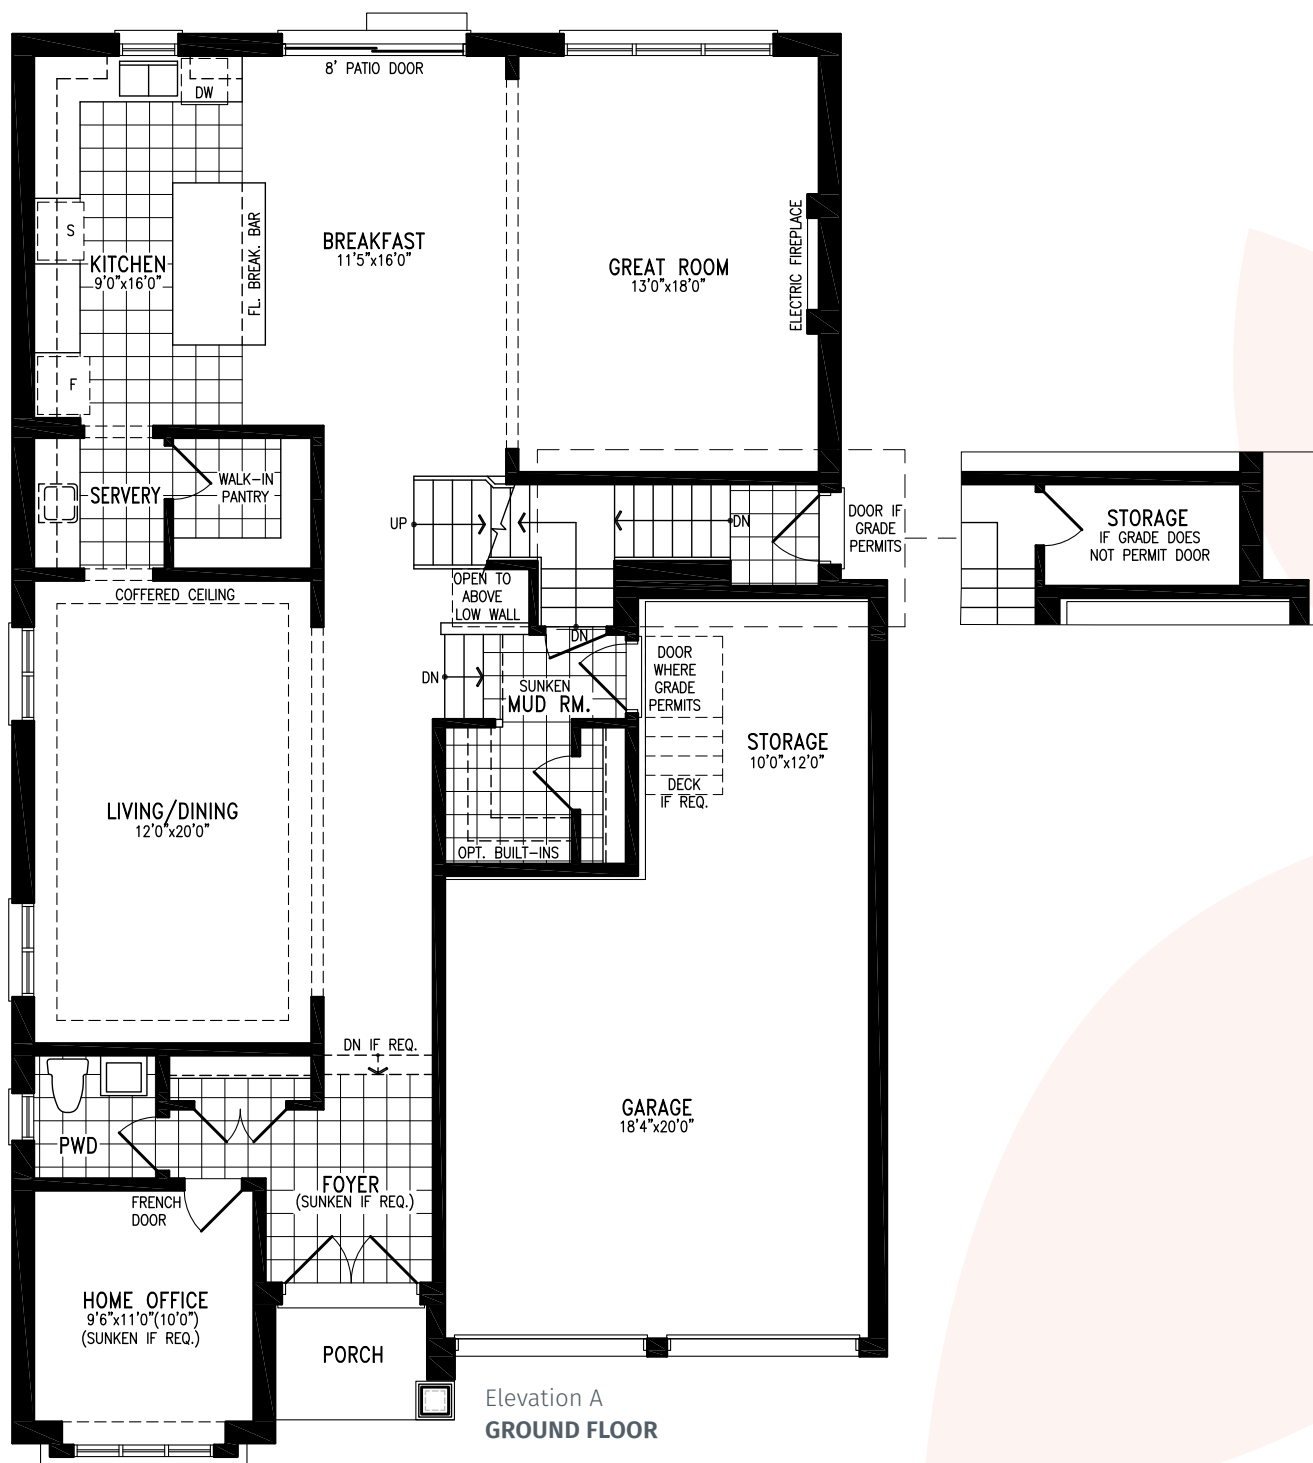 8' PATIO DOOR
DW
S
KITCHEN
9'0"x16'0"
FL. BREAK. BAR
F
BREAKFAST
11'5"x16'0"
GREAT ROOM
13'0"x18'0"
ELECTRIC FIREPLACE
SERVERY
WALK-IN
PANTRY
UP
DN
DOOR IF
GRADE
PERMITS
STORAGE
IF GRADE DOES
NOT PERMIT DOOR
COFFERED CEILING
OPEN TO
ABOVE
LOW WALL
DN
DN
SUNKEN
MUD RM.
DOOR
WHERE
GRADE
PERMITS
STORAGE
10'0"x12'0"
DECK
IF REQ.
LIVING/DINING
12'0"x20'0"
OPT. BUILT-INS
DN IF REQ.
PWD
GARAGE
18'4"x20'0"
FOYER
(SUNKEN IF REQ.)
FRENCH
DOOR
HOME OFFICE
9'6"x11'0"(10'0")
(SUNKEN IF REQ.)
PORCH
Elevation A
GROUND FLOOR